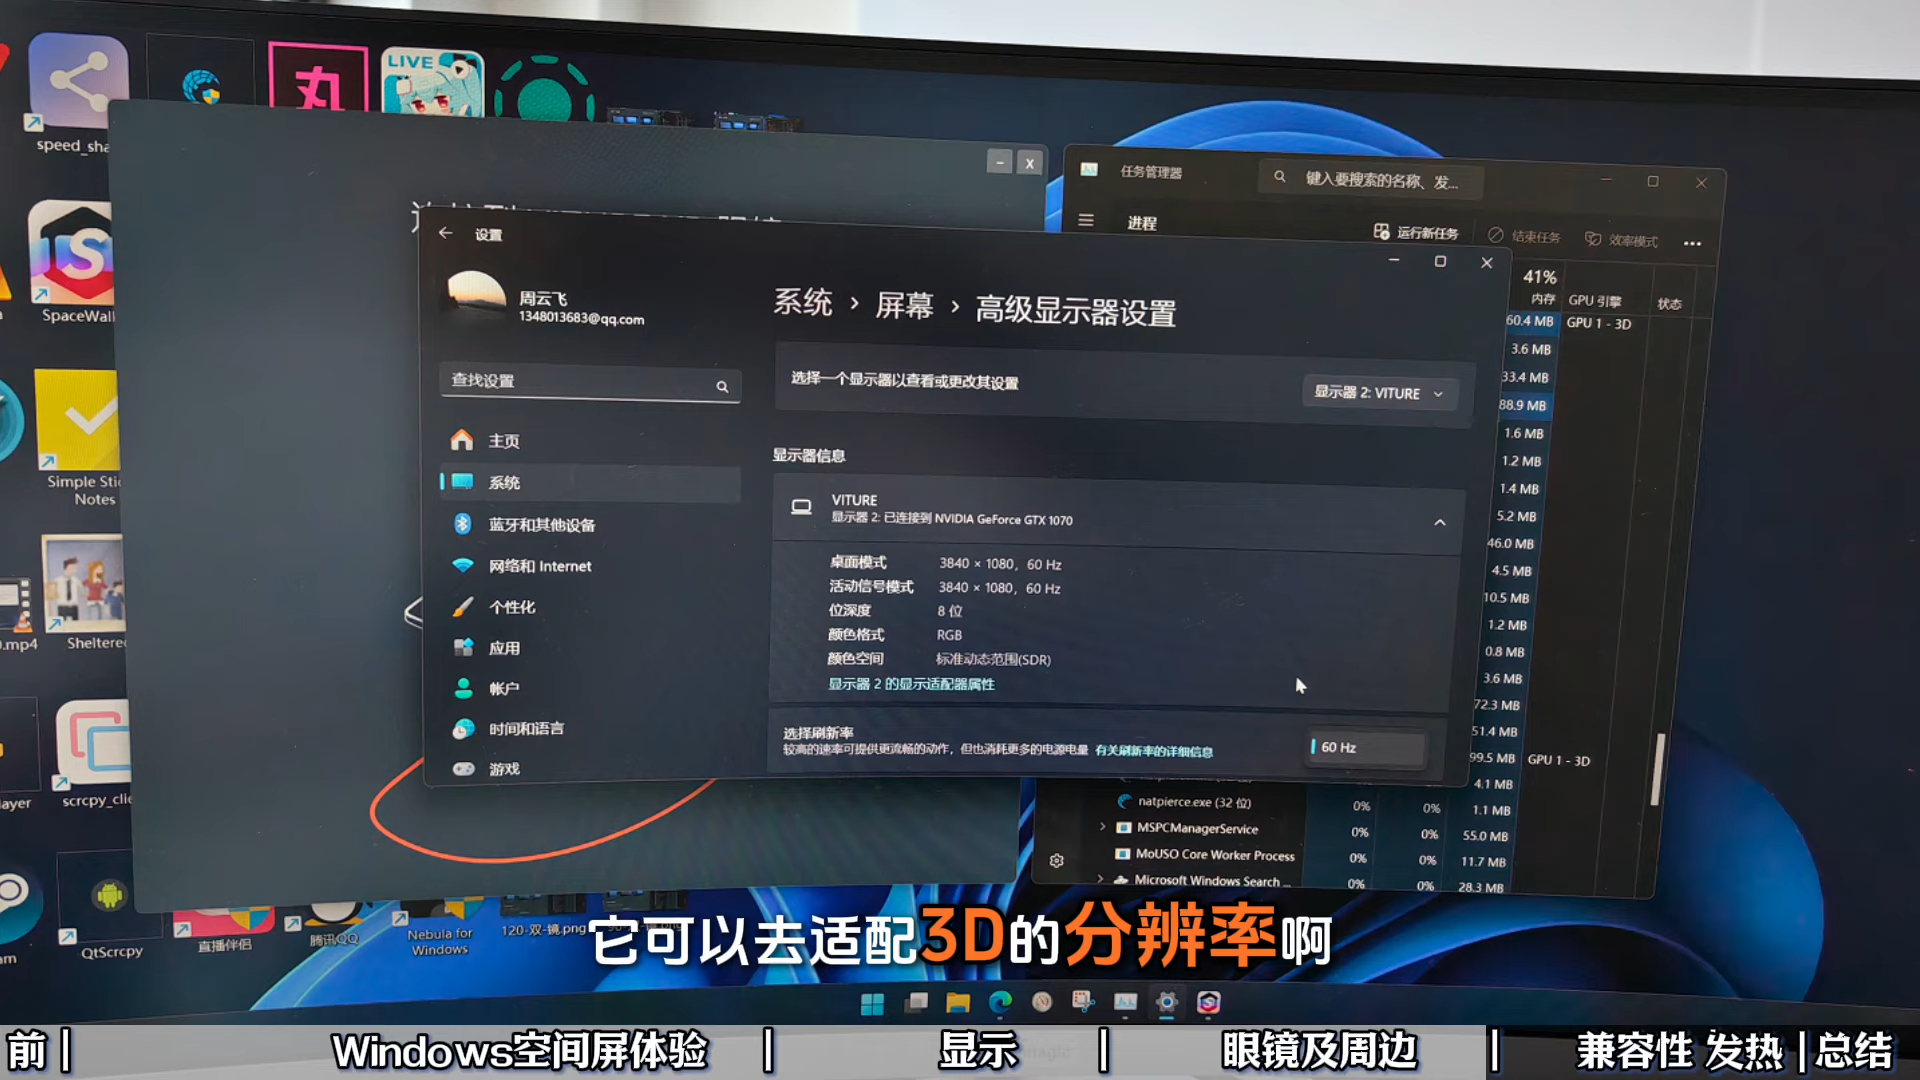 speed_sha
丸
LIVE
SpaceWall
Simple Stic
Notes
.mp4
Sheltered
layer
scrcpy_clie
am
QtScrcpy
直播伴侣
腾讯QQ
Nebula for
Windows
120-双-镜.png
- x
任务管理器
键入要搜索的名称、发...
进程
运行新任务
结束任务
效率模式
41%
内存
GPU 引擎
状态
60.4 MB
GPU 1 - 3D
3.6 MB
33.4 MB
88.9 MB
1.6 MB
1.2 MB
1.4 MB
5.2 MB
46.0 MB
4.5 MB
10.5 MB
1.2 MB
0.8 MB
3.6 MB
72.3 MB
51.4 MB
99.5 MB
GPU 1 - 3D
4.1 MB
natpierce.exe (32 位)
0%
0%
1.1 MB
MSPCManagerService
0%
0%
55.0 MB
MoUSO Core Worker Process
0%
0%
11.7 MB
Microsoft Windows Search ...
0%
0%
28.3 MB
设置
周云飞
1348013683@qq.com
查找设置
主页
系统
蓝牙和其他设备
网络和 Internet
个性化
应用
帐户
时间和语言
游戏
系统 › 屏幕 › 高级显示器设置
选择一个显示器以查看或更改其设置
显示器 2: VITURE
显示器信息
VITURE
显示器 2: 已连接到 NVIDIA GeForce GTX 1070
桌面模式 3840 × 1080, 60 Hz
活动信号模式 3840 × 1080, 60 Hz
位深度 8 位
颜色格式 RGB
颜色空间 标准动态范围(SDR)
显示器 2 的显示适配器属性
选择刷新率
较高的速率可提供更流畅的动作，但也消耗更多的电源电量 有关刷新率的详细信息
60 Hz
它可以去适配3D的分辨率啊
前 | Windows空间屏体验 | 显示 | 眼镜及周边 | 兼容性 发热 | 总结